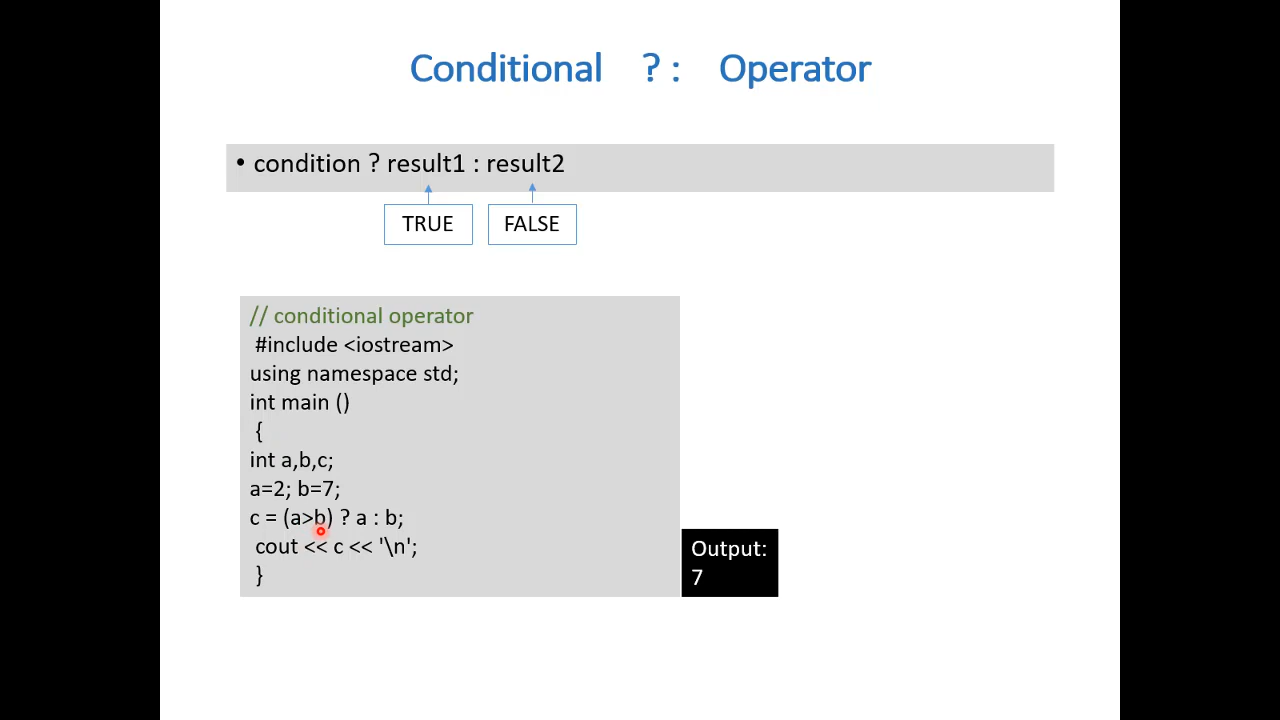 Conditional ? : Operator
• condition ? result1 : result2
TRUE FALSE
// conditional operator
#include <iostream>
using namespace std;
int main ()
{
int a,b,c;
a=2; b=7;
c = (a>b) ? a : b;
cout << c << '\n';
}
Output:
7